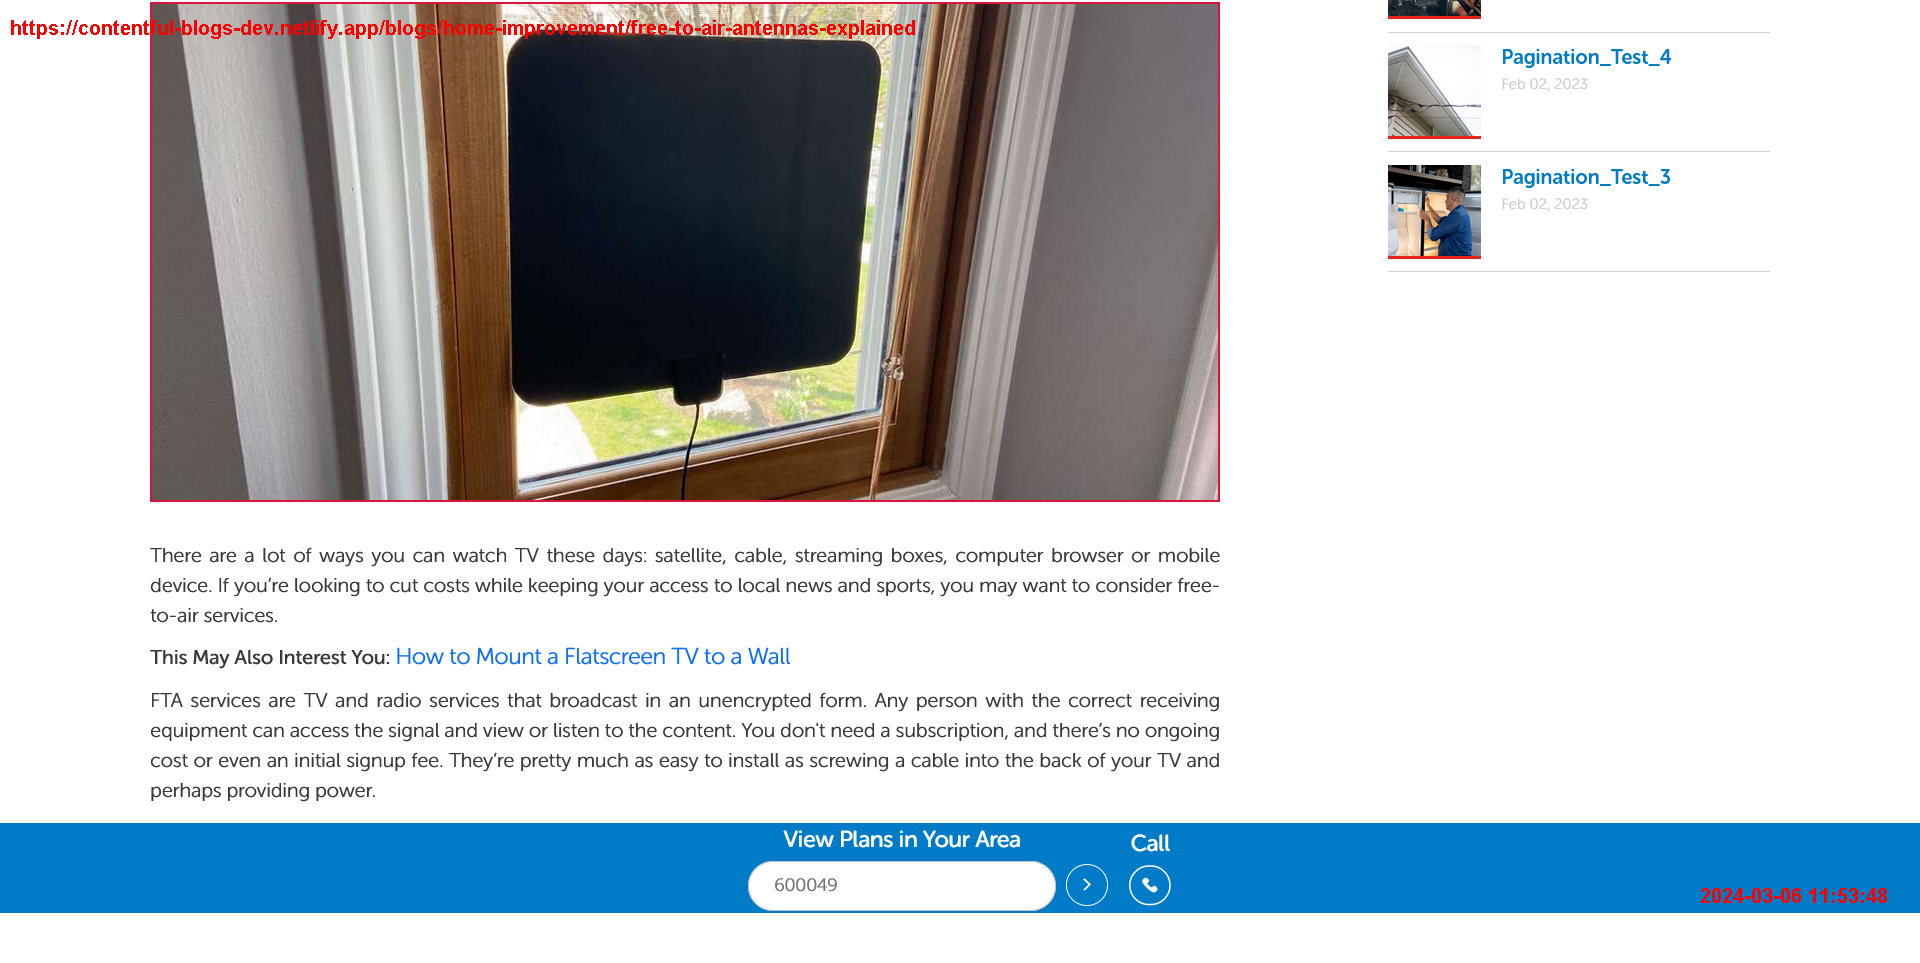 https://contentful-blogs-dev.netlify.app/blogs/home-improvement/free-to-air-antennas-explained
Pagination_Test_4
Feb 02, 2023
Pagination_Test_3
Feb 02, 2023
There are a lot of ways you can watch TV these days: satellite, cable, streaming boxes, computer browser or mobile
device. If you’re looking to cut costs while keeping your access to local news and sports, you may want to consider free-
to-air services.
This May Also Interest You: How to Mount a Flatscreen TV to a Wall
FTA services are TV and radio services that broadcast in an unencrypted form. Any person with the correct receiving
equipment can access the signal and view or listen to the content. You don't need a subscription, and there’s no ongoing
cost or even an initial signup fee. They’re pretty much as easy to install as screwing a cable into the back of your TV and
perhaps providing power.
View Plans in Your Area
Call
600049
2024-03-06 11:53:48